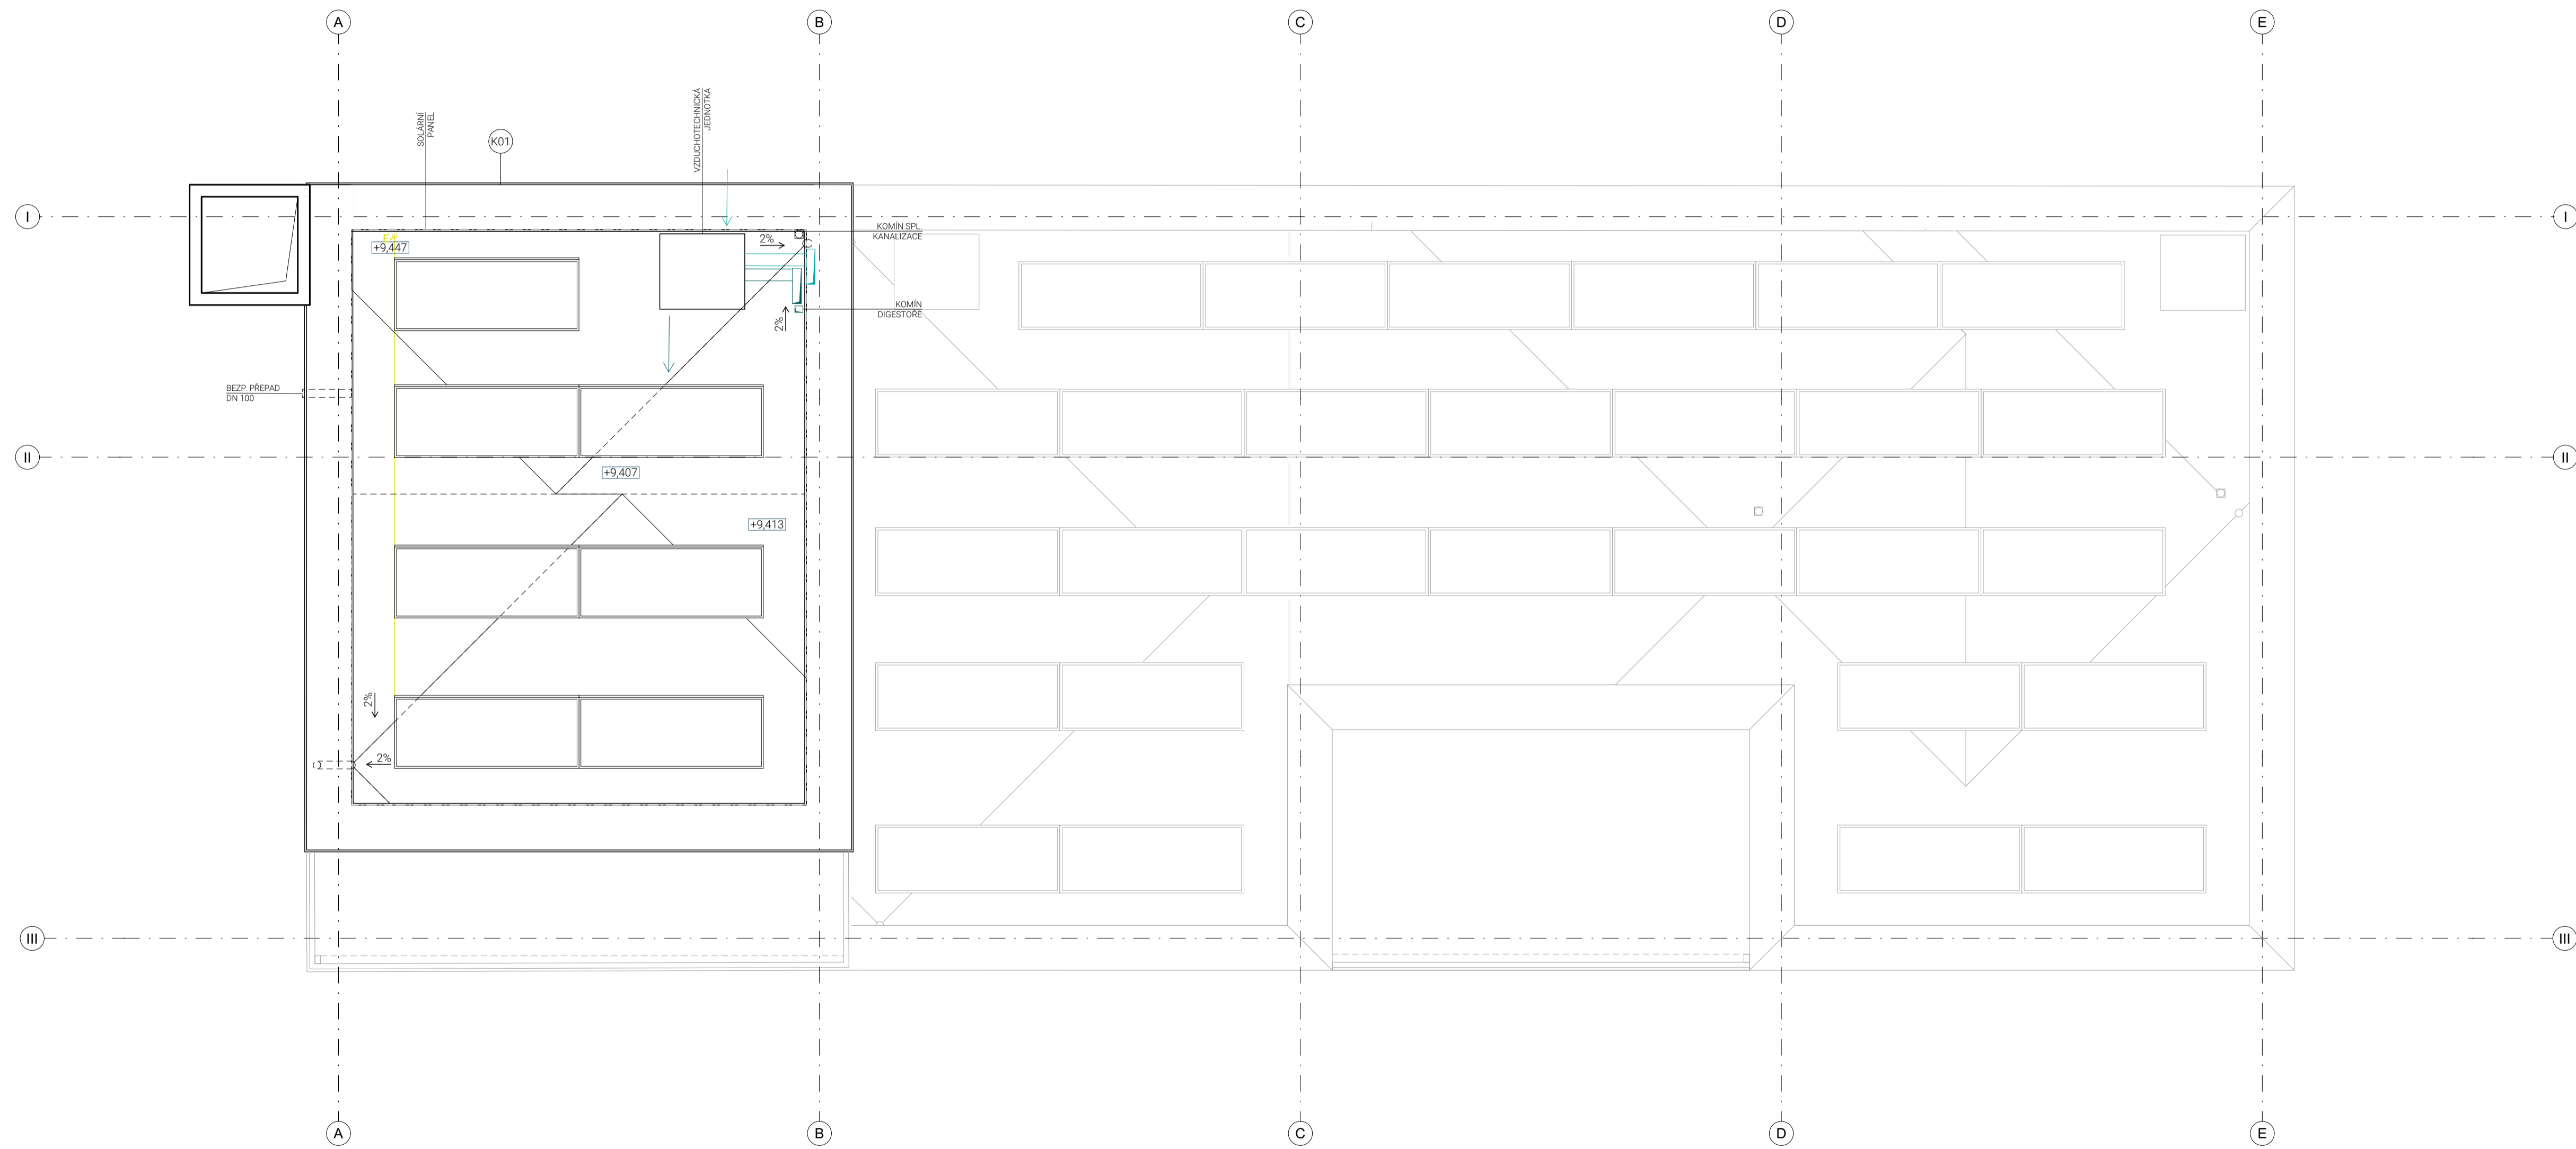 A
B
C
D
E
SOLÁRNÍ
PANEL
K01
VZDUCHOTECHNICKÁ
JEDNOTKA
I
I
KOMÍN SPL.
KANALIZACE
2%
+9,447
KOMÍN
DIGESTOŘE
2%
BEZP. PŘEPAD
DN 100
II
II
+9,407
+9,413
2%
2%
III
III
A
B
C
D
E